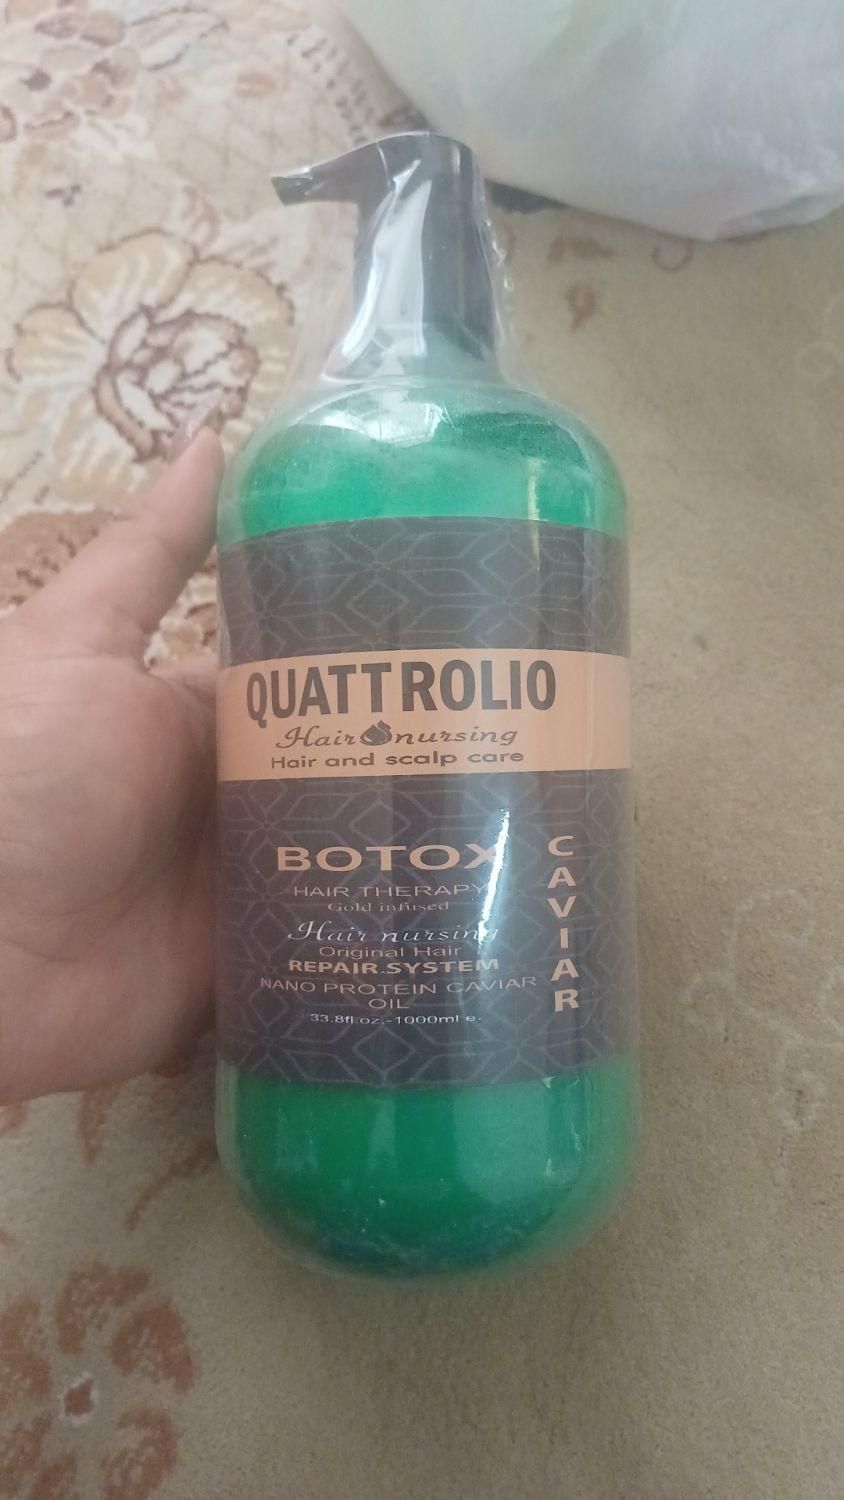 QUATTROLIO
Hair nursing
Hair and scalp care
BOTOX
HAIR THERAPY
Gold infused
Hair nursing
Original Hair
REPAIR.SYSTEM
NANO PROTEIN CAVIAR
OIL
33.8fl.oz.-1000ml e.
CAVIAR